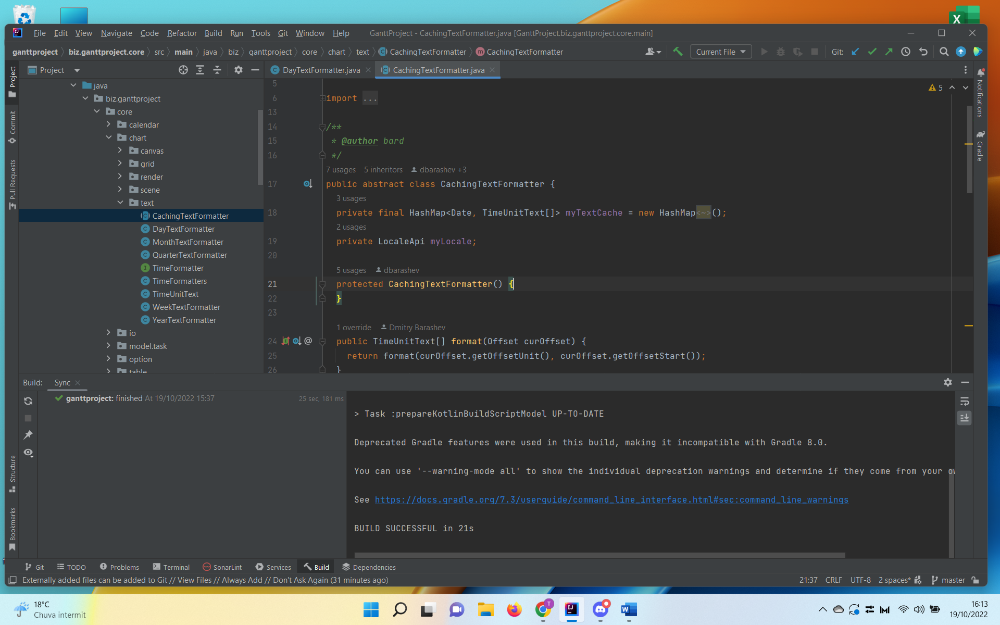 File Edit View Navigate Code Refactor Build Run Tools Git Window Help GanttProject - CachingTextFormatter.java [GanttProject.biz.ganttproject.core.main]
ganttproject biz.ganttproject.core src main java biz ganttproject core chart text CachingTextFormatter CachingTextFormatter Current File Git:
Project
DayTextFormatter.java CachingTextFormatter.java
java
biz.ganttproject
core
calendar
chart
canvas
grid
render
scene
text
CachingTextFormatter
DayTextFormatter
MonthTextFormatter
QuarterTextFormatter
TimeFormatter
TimeFormatters
TimeUnitText
WeekTextFormatter
YearTextFormatter
io
model.task
option
table
Project
Commit
Pull Requests
Structure
Bookmarks
5
5
6 import ...
13
14 /**
15 * @author bard
16 */
7 usages 5 inheritors dbarashev +3
17 public abstract class CachingTextFormatter {
3 usages
18 private final HashMap<Date, TimeUnitText[]> myTextCache = new HashMap<~>();
2 usages
19 private LocaleApi myLocale;
20
5 usages dbarashev
21 protected CachingTextFormatter() {
22 }
23
1 override Dmitry Barashev
24 @ public TimeUnitText[] format(Offset curOffset) {
25 return format(curOffset.getOffsetUnit(), curOffset.getOffsetStart());
26 }
Notifications
Gradle
Build: Sync
ganttproject: finished At 19/10/2022 15:37 25 sec, 181 ms
> Task :prepareKotlinBuildScriptModel UP-TO-DATE
Deprecated Gradle features were used in this build, making it incompatible with Gradle 8.0.
You can use '--warning-mode all' to show the individual deprecation warnings and determine if they come from your
See https://docs.gradle.org/7.3/userguide/command_line_interface.html#sec:command_line_warnings
BUILD SUCCESSFUL in 21s
Git TODO Problems Terminal SonarLint Services Build Dependencies
Externally added files can be added to Git // View Files // Always Add // Don't Ask Again (31 minutes ago) 21:37 CRLF UTF-8 2 spaces* master
18°C
Chuva intermit
16:13
19/10/2022